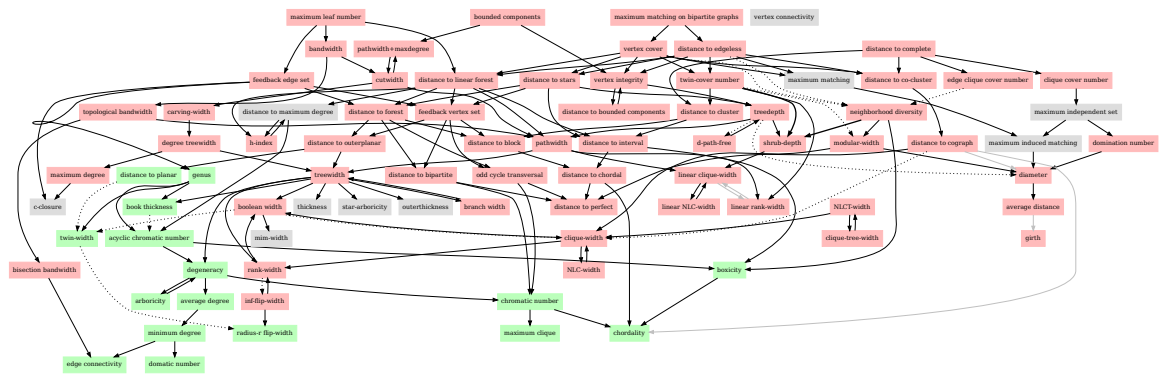 maximum leaf number
bounded components
maximum matching on bipartite graphs
vertex connectivity
bandwidth
pathwidth+maxdegree
vertex cover
distance to edgeless
distance to complete
feedback edge set
cutwidth
distance to linear forest
distance to stars
vertex integrity
twin-cover number
maximum matching
distance to co-cluster
edge clique cover number
clique cover number
topological bandwidth
carving-width
distance to maximum degree
distance to forest
feedback vertex set
distance to bounded components
distance to cluster
treedepth
neighborhood diversity
maximum independent set
degree treewidth
h-index
distance to outerplanar
distance to block
pathwidth
distance to interval
d-path-free
shrub-depth
modular-width
distance to cograph
maximum induced matching
domination number
maximum degree
distance to planar
genus
treewidth
distance to bipartite
odd cycle transversal
distance to chordal
linear clique-width
diameter
c-closure
book thickness
boolean width
thickness
star-arboricity
outerthickness
branch width
distance to perfect
linear NLC-width
linear rank-width
NLCT-width
average distance
twin-width
acyclic chromatic number
mim-width
clique-width
clique-tree-width
girth
bisection bandwidth
degeneracy
rank-width
NLC-width
boxicity
arboricity
average degree
inf-flip-width
chromatic number
minimum degree
radius-r flip-width
maximum clique
chordality
edge connectivity
domatic number